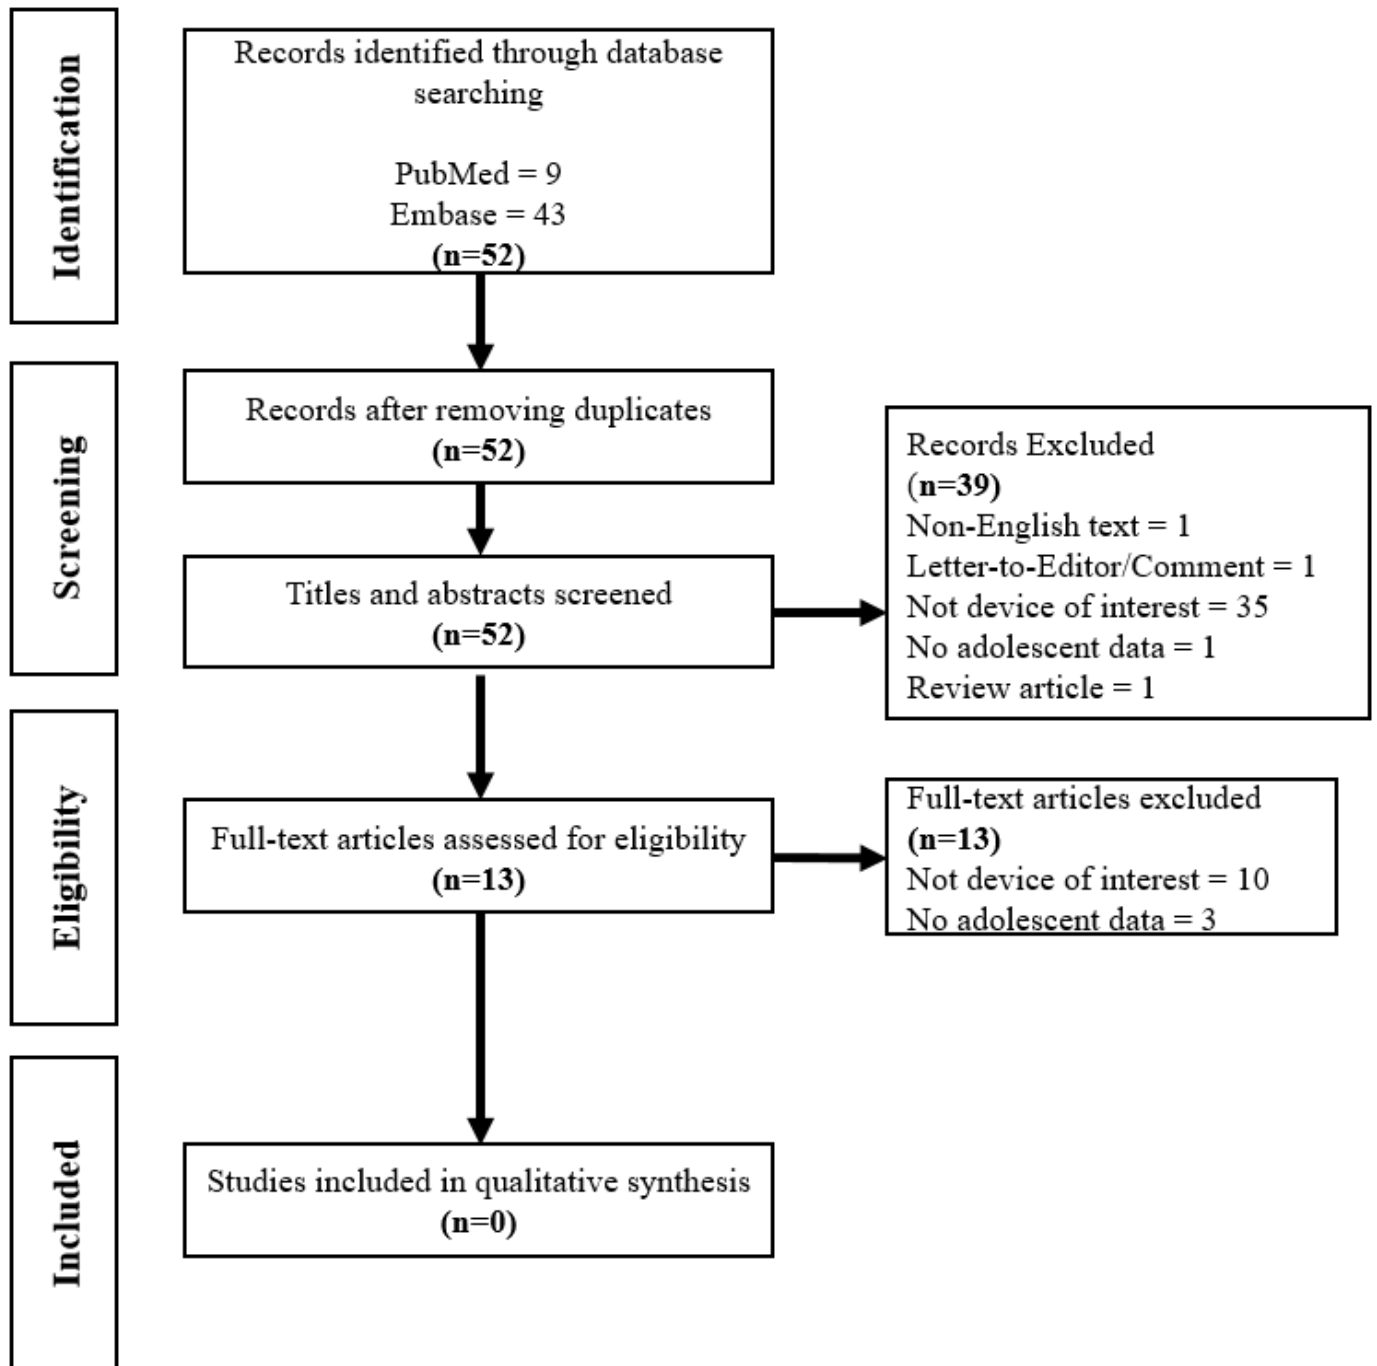 Identification
Records identified through database
searching
PubMed = 9
Embase = 43
(n=52)
Screening
Records after removing duplicates
(n=52)
Titles and abstracts screened
(n=52)
Records Excluded
(n=39)
Non-English text = 1
Letter-to-Editor/Comment = 1
Not device of interest = 35
No adolescent data = 1
Review article = 1
Eligibility
Full-text articles assessed for eligibility
(n=13)
Full-text articles excluded
(n=13)
Not device of interest = 10
No adolescent data = 3
Included
Studies included in qualitative synthesis
(n=0)